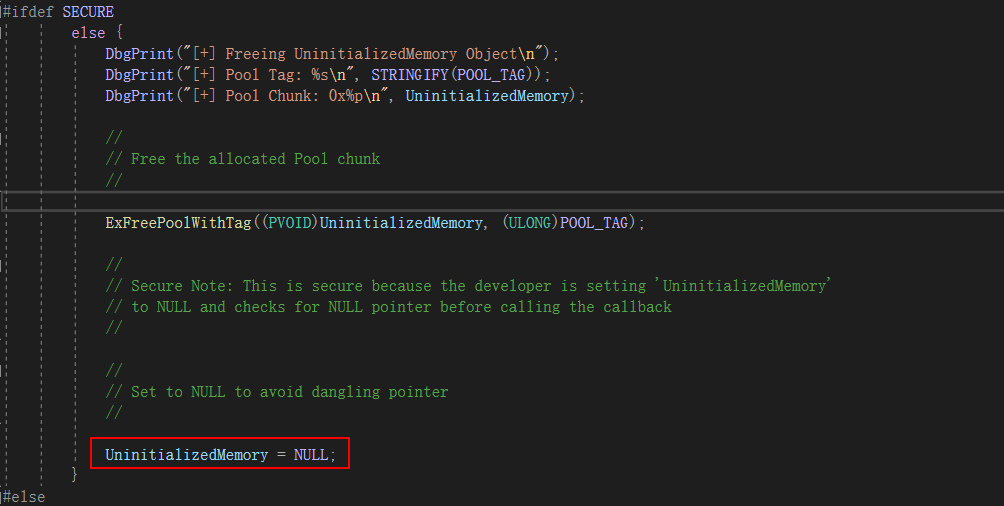 #ifdef SECURE
else {
DbgPrint("[+] Freeing UninitializedMemory Object\n");
DbgPrint("[+] Pool Tag: %s\n", STRINGIFY(POOL_TAG));
DbgPrint("[+] Pool Chunk: 0x%p\n", UninitializedMemory);
//
// Free the allocated Pool chunk
//
ExFreePoolWithTag((PVOID)UninitializedMemory, (ULONG)POOL_TAG);
//
// Secure Note: This is secure because the developer is setting 'UninitializedMemory'
// to NULL and checks for NULL pointer before calling the callback
//
//
// Set to NULL to avoid dangling pointer
//
UninitializedMemory = NULL;
}
#else